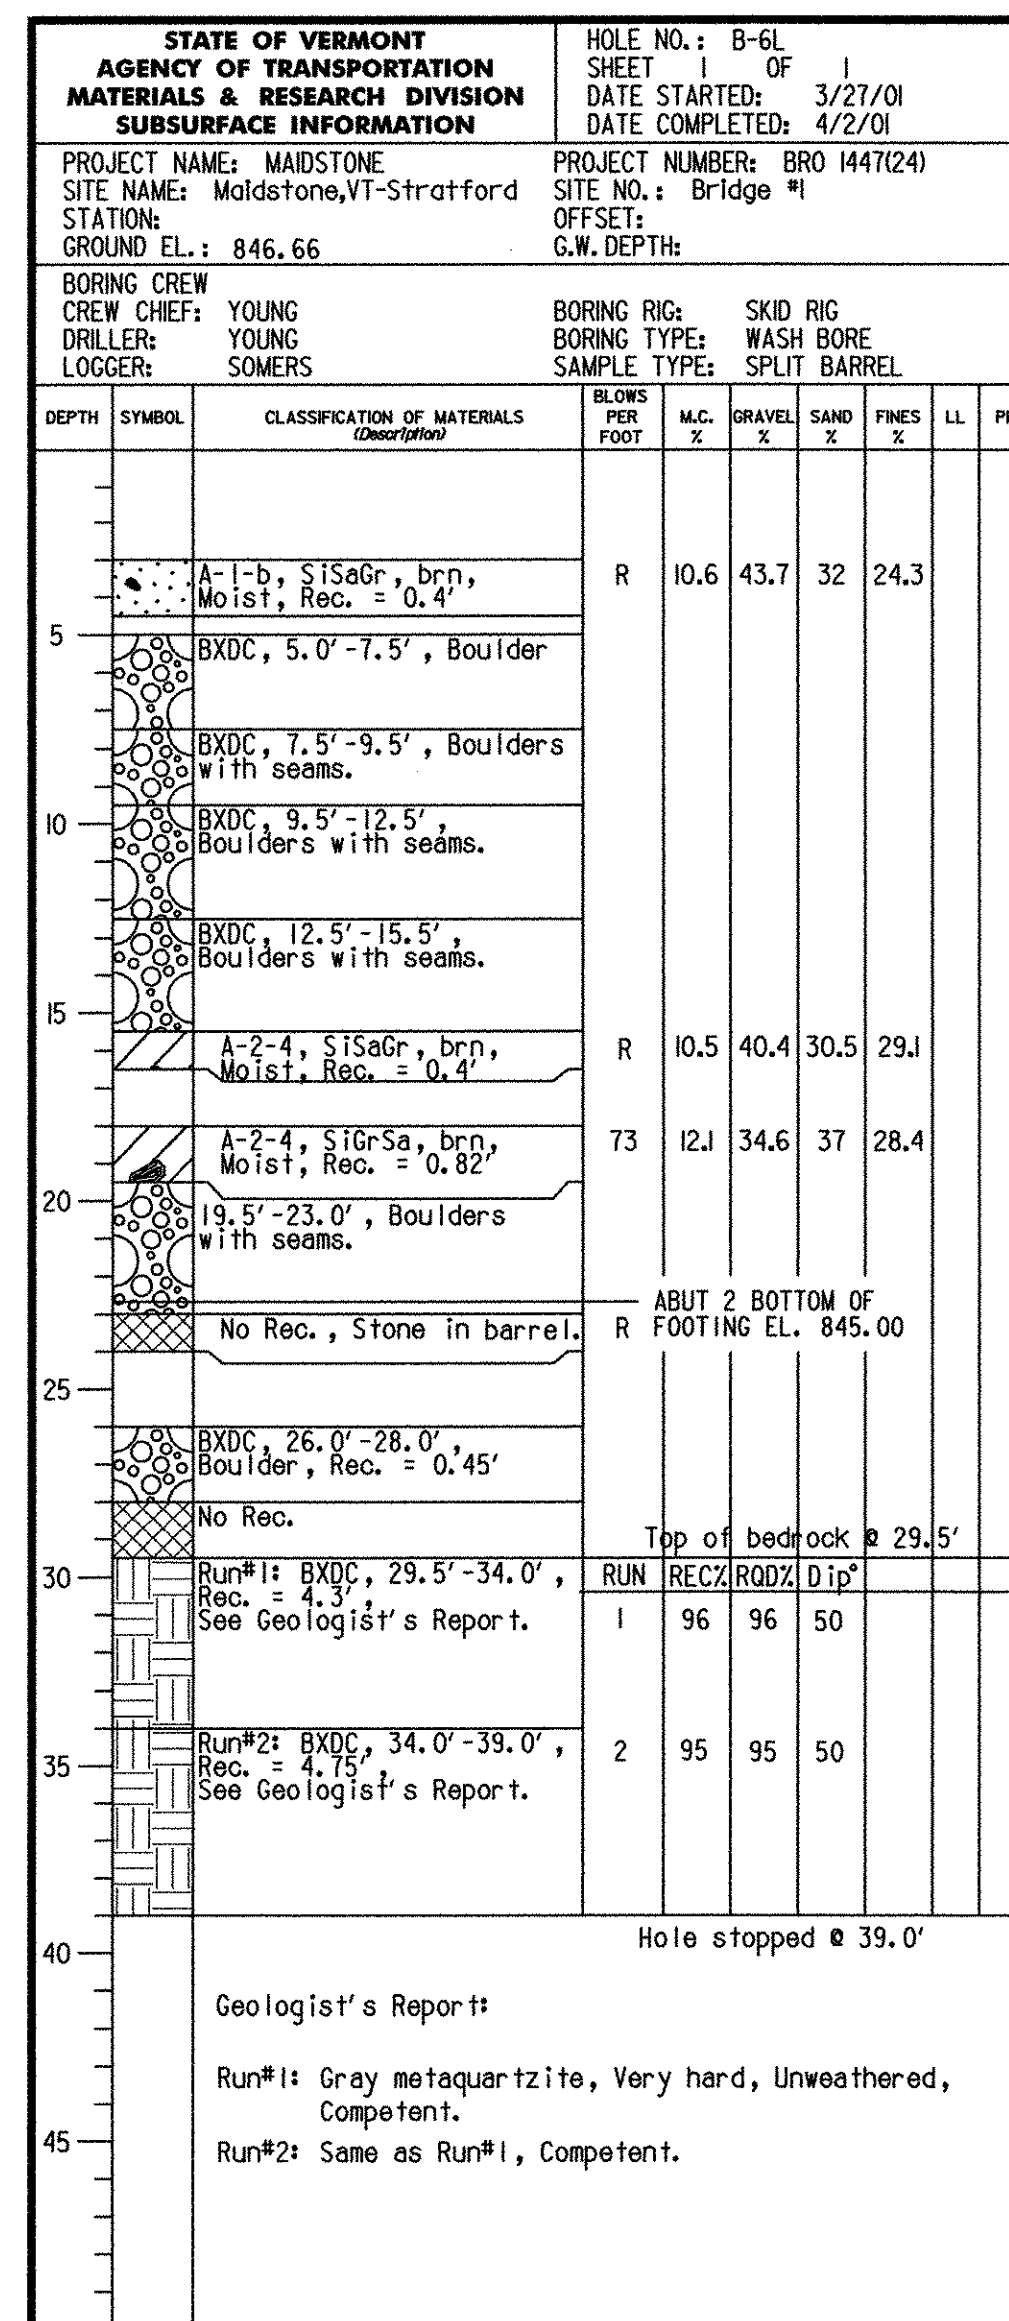 STATE OF VERMONT
AGENCY OF TRANSPORTATION
MATERIALS & RESEARCH DIVISION
SUBSURFACE INFORMATION
HOLE NO.: B-6L
SHEET 1 OF 1
DATE STARTED: 3/27/01
DATE COMPLETED: 4/2/01
PROJECT NAME: MAIDSTONE
SITE NAME: Maidstone,VT-Stratford
STATION:
GROUND EL.: 846.66
PROJECT NUMBER: BRO 1447(24)
SITE NO.: Bridge #1
OFFSET:
G.W. DEPTH:
BORING CREW
CREW CHIEF: YOUNG
DRILLER: YOUNG
LOGGER: SOMERS
BORING RIG: SKID RIG
BORING TYPE: WASH BORE
SAMPLE TYPE: SPLIT BARREL
DEPTH SYMBOL CLASSIFICATION OF MATERIALS (Description) BLOWS PER FOOT M.C. % GRAVEL % SAND % FINES % LL
A-1-b, SiSaGr, brn, R 10.6 43.7 32 24.3
Moist, Rec. = 0.4'
5 BXDC, 5.0'-7.5', Boulder
BXDC, 7.5'-9.5', Boulders
with seams.
10 BXDC, 9.5'-12.5',
Boulders with seams.
BXDC, 12.5'-15.5',
Boulders with seams.
15
A-2-4, SiSaGr, brn, R 10.5 40.4 30.5 29.1
Moist, Rec. = 0.4'
A-2-4, SiGrSa, brn, 73 12.1 34.6 37 28.4
Moist, Rec. = 0.82'
20 19.5'-23.0', Boulders
with seams.
ABUT 2 BOTTOM OF
FOOTING EL. 845.00
No Rec., Stone in barrel. R
25
BXDC, 26.0'-28.0',
Boulder, Rec. = 0.45'
No Rec.
Top of bedrock @ 29.5'
30 Run#1: BXDC, 29.5'-34.0', RUN REC% RQD% Dip°
Rec. = 4.3',
See Geologist's Report. 1 96 96 50
Run#2: BXDC, 34.0'-39.0', 2 95 95 50
35 Rec. = 4.75',
See Geologist's Report.
Hole stopped @ 39.0'
40
Geologist's Report:
Run#1: Gray metaquartzite, Very hard, Unweathered,
Competent.
45 Run#2: Same as Run#1, Competent.